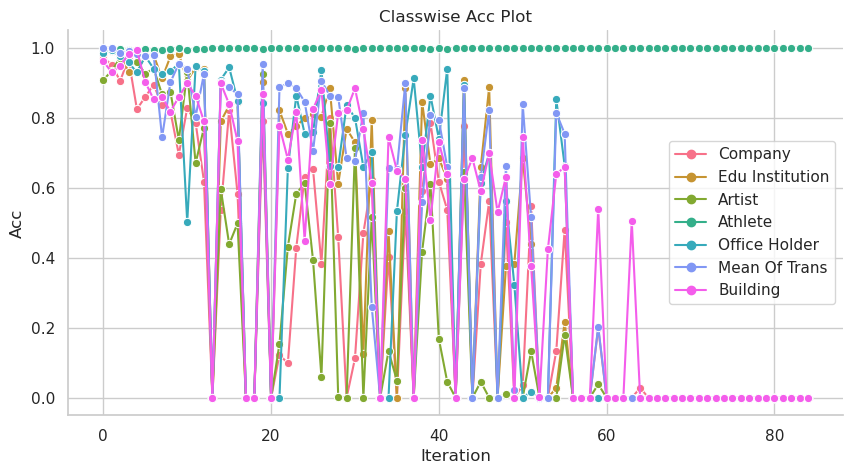 Classwise Acc Plot
1.0
0.8
0.6
0.4
0.2
0.0
Acc
Company
Edu Institution
Artist
Athlete
Office Holder
Mean Of Trans
Building
0
20
40
60
80
Iteration